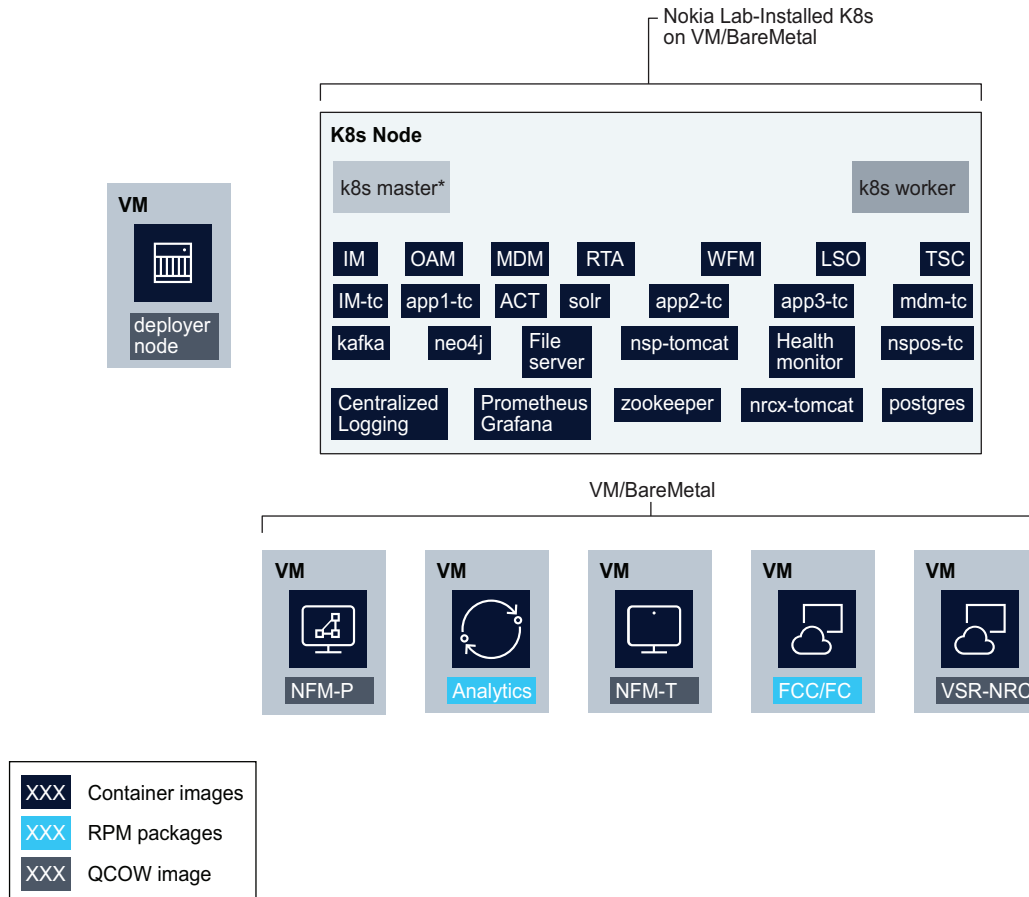 Nokia Lab-Installed K8s
on VM/BareMetal
K8s Node
k8s master*
k8s worker
VM
deployer
node
IM OAM MDM RTA WFM LSO TSC
IM-tc app1-tc ACT solr app2-tc app3-tc mdm-tc
kafka neo4j File nsp-tomcat Health nspos-tc
server monitor
Centralized Prometheus zookeeper nrcx-tomcat postgres
Logging Grafana
VM/BareMetal
VM VM VM VM VM
NFM-P Analytics NFM-T FCC/FC VSR-NRC
XXX Container images
XXX RPM packages
XXX QCOW image